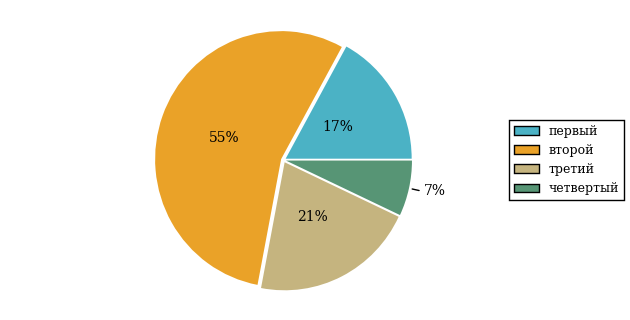 17%
55%
21%
7%
первый
второй
третий
четвертый